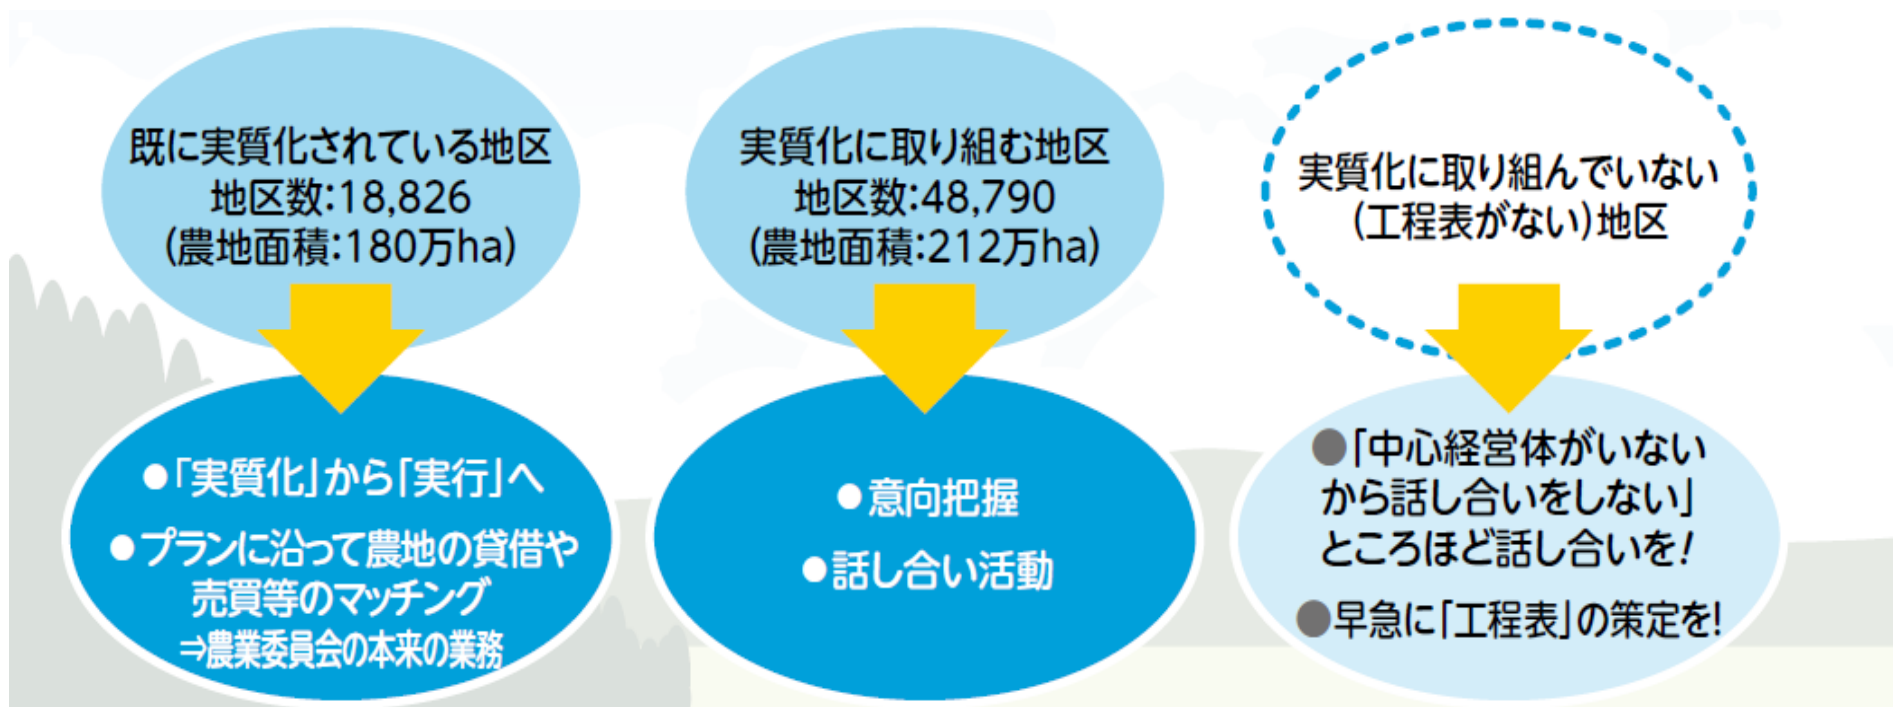 既に実質化されている地区
地区数:18,826
(農地面積:180万ha)
●「実質化」から「実行」へ
●プランに沿って農地の貸借や
売買等のマッチング
⇒農業委員会の本来の業務
実質化に取り組む地区
地区数:48,790
(農地面積:212万ha)
●意向把握
●話し合い活動
実質化に取り組んでいない
(工程表がない)地区
●「中心経営体がいない
から話し合いをしない」
ところほど話し合いを!
●早急に「工程表」の策定を!